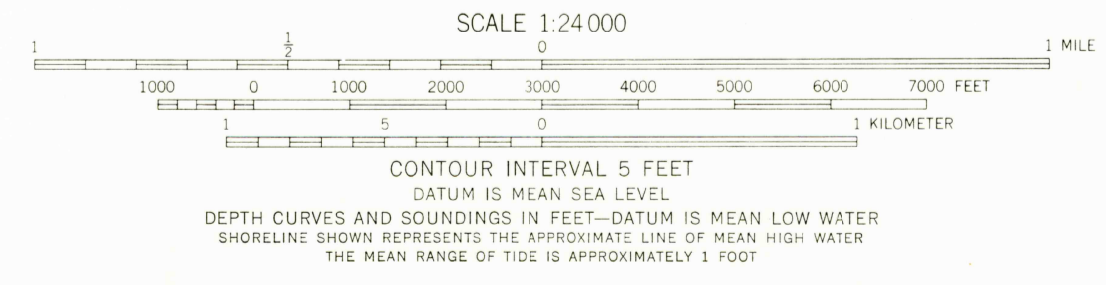 SCALE 1:24 000
1 ½ 0 1 MILE
1000 0 1000 2000 3000 4000 5000 6000 7000 FEET
1 5 0 1 KILOMETER
CONTOUR INTERVAL 5 FEET
DATUM IS MEAN SEA LEVEL
DEPTH CURVES AND SOUNDINGS IN FEET—DATUM IS MEAN LOW WATER
SHORELINE SHOWN REPRESENTS THE APPROXIMATE LINE OF MEAN HIGH WATER
THE MEAN RANGE OF TIDE IS APPROXIMATELY 1 FOOT